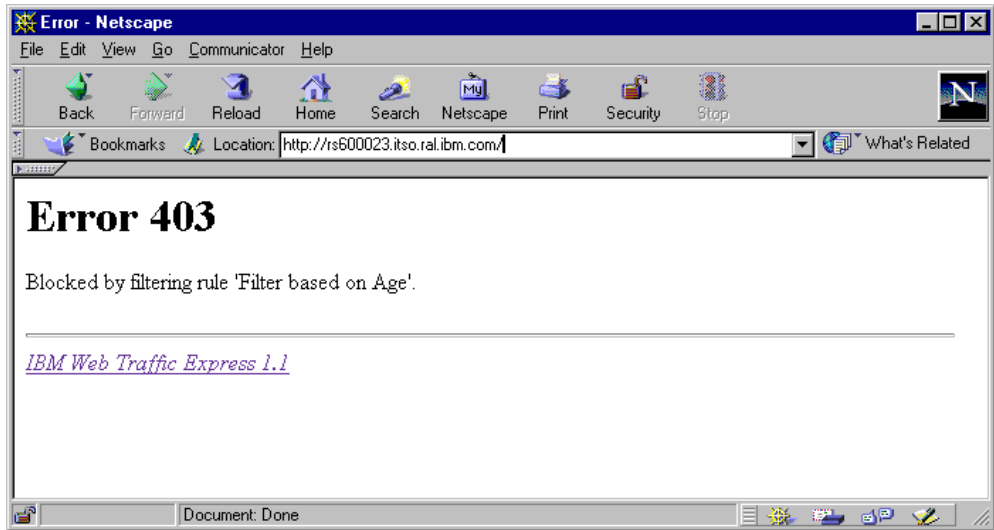 Error - Netscape
File Edit View Go Communicator Help
My
N
Back Forward Reload Home Search Netscape Print Security Stop
Bookmarks Location: http://rs600023.itso.ral.ibm.com/ What's Related
Error 403
Blocked by filtering rule 'Filter based on Age'.
IBM Web Traffic Express 1.1
Document: Done